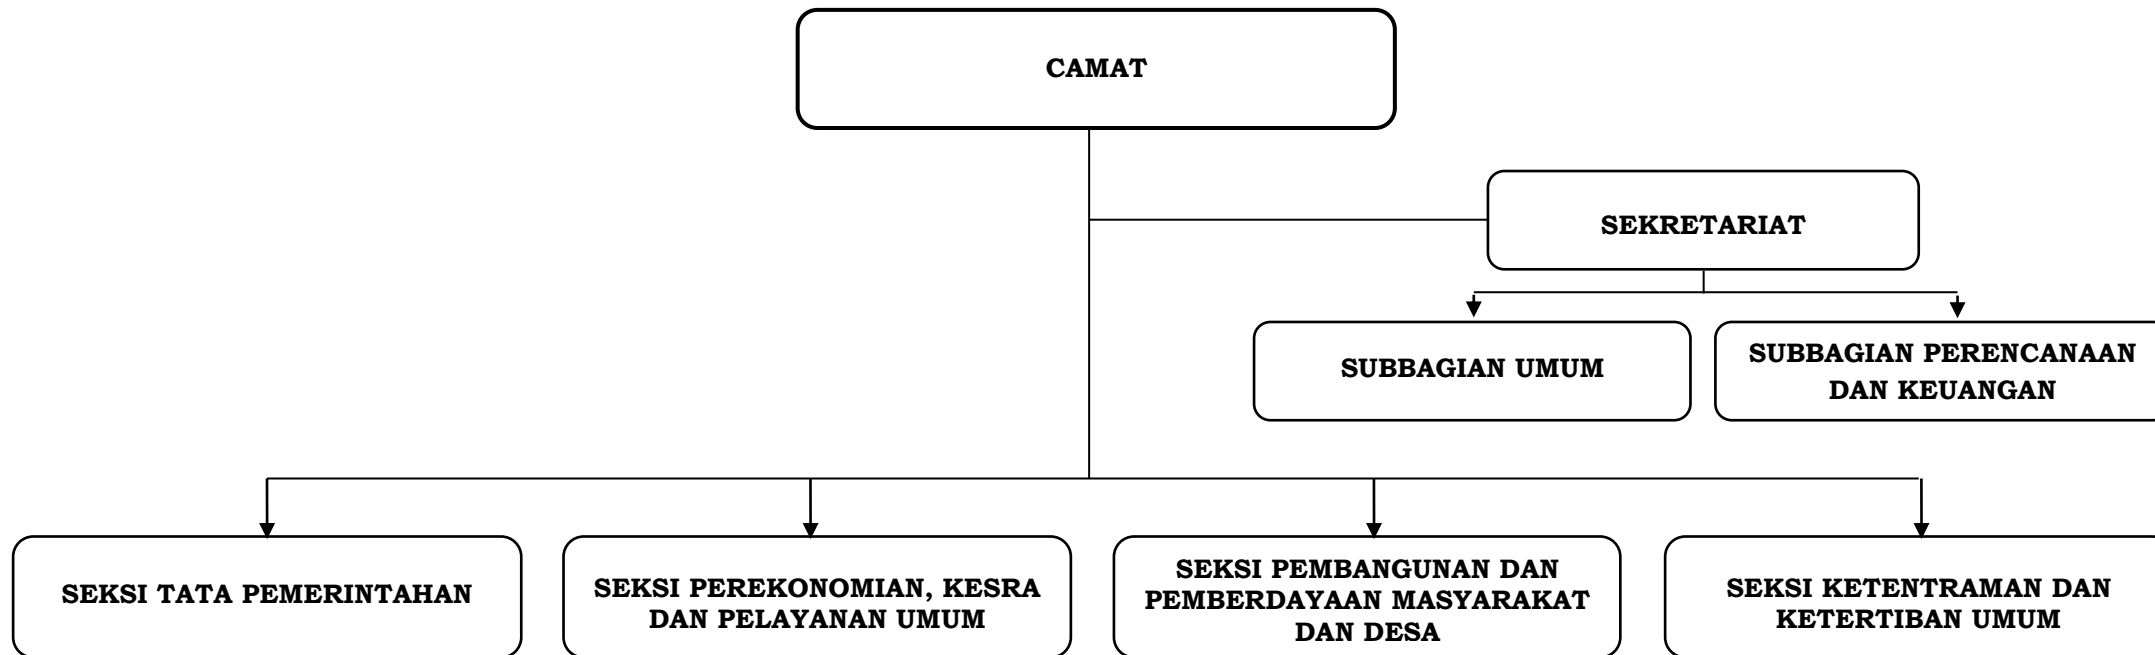 CAMAT
SEKRETARIAT
SUBBAGIAN UMUM
SUBBAGIAN PERENCANAAN
DAN KEUANGAN
SEKSI TATA PEMERINTAHAN
SEKSI PEREKONOMIAN, KESRA
DAN PELAYANAN UMUM
SEKSI PEMBANGUNAN DAN
PEMBERDAYAAN MASYARAKAT
DAN DESA
SEKSI KETENTRAMAN DAN
KETERTIBAN UMUM